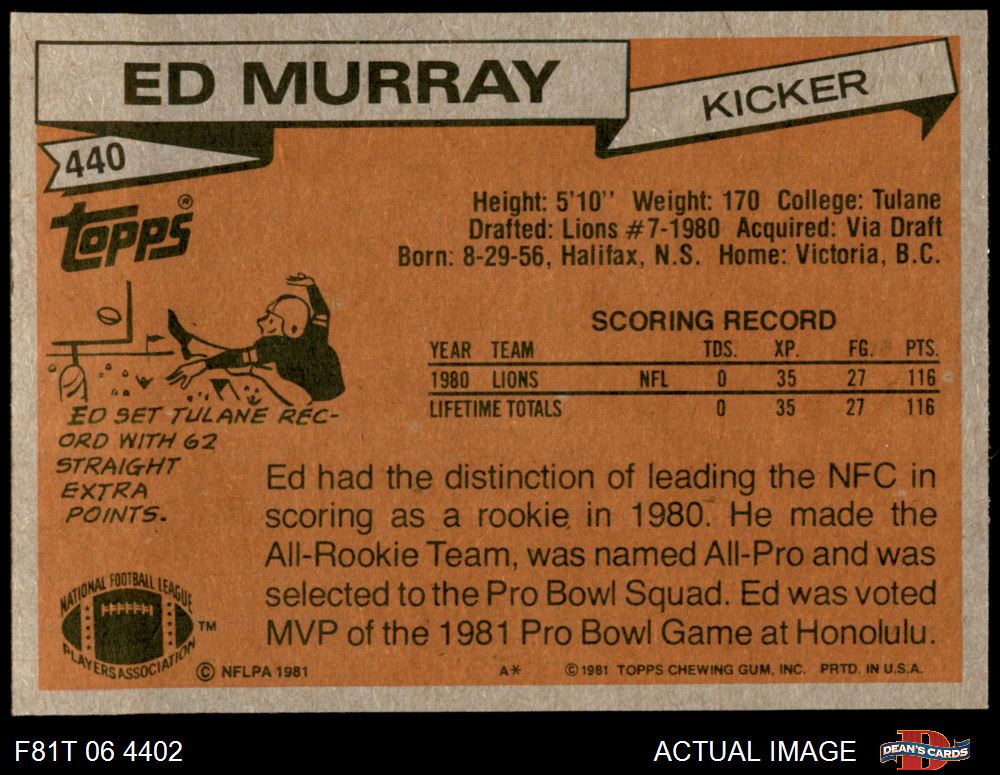 ED MURRAY
KICKER
440
TOPPS®
Height: 5'10'' Weight: 170 College: Tulane
Drafted: Lions #7-1980 Acquired: Via Draft
Born: 8-29-56, Halifax, N.S. Home: Victoria, B.C.
SCORING RECORD
YEAR TEAM TDS. XP. FG. PTS.
1980 LIONS NFL 0 35 27 116
LIFETIME TOTALS 0 35 27 116
ED SET TULANE REC-
ORD WITH 62
STRAIGHT
EXTRA
POINTS.
Ed had the distinction of leading the NFC in
scoring as a rookie in 1980. He made the
All-Rookie Team, was named All-Pro and was
selected to the Pro Bowl Squad. Ed was voted
MVP of the 1981 Pro Bowl Game at Honolulu.
NATIONAL FOOTBALL LEAGUE
PLAYERS ASSOCIATION
TM
© NFLPA 1981
A*
© 1981 TOPPS CHEWING GUM, INC. PRTD. IN U.S.A.
F81T 06 4402
ACTUAL IMAGE
D
DEAN'S CARDS